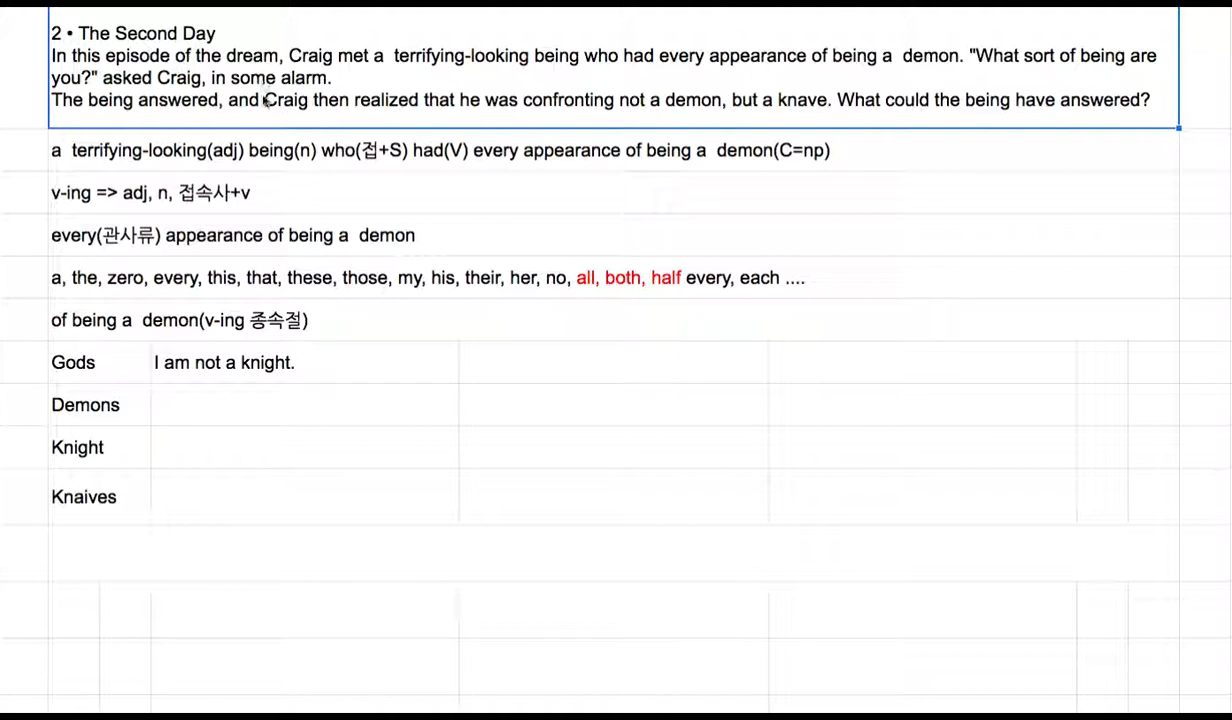 2 • The Second Day
In this episode of the dream, Craig met a  terrifying-looking being who had every appearance of being a  demon. "What sort of being are
you?" asked Craig, in some alarm.
The being answered, and Craig then realized that he was confronting not a demon, but a knave. What could the being have answered?
a  terrifying-looking(adj) being(n) who(접+S) had(V) every appearance of being a  demon(C=np)
v-ing => adj, n, 접속사+v
every(관사류) appearance of being a  demon
a, the, zero, every, this, that, these, those, my, his, their, her, no, all, both, half every, each ....
of being a  demon(v-ing 종속절)
Gods I am not a knight.
Demons
Knight
Knaives